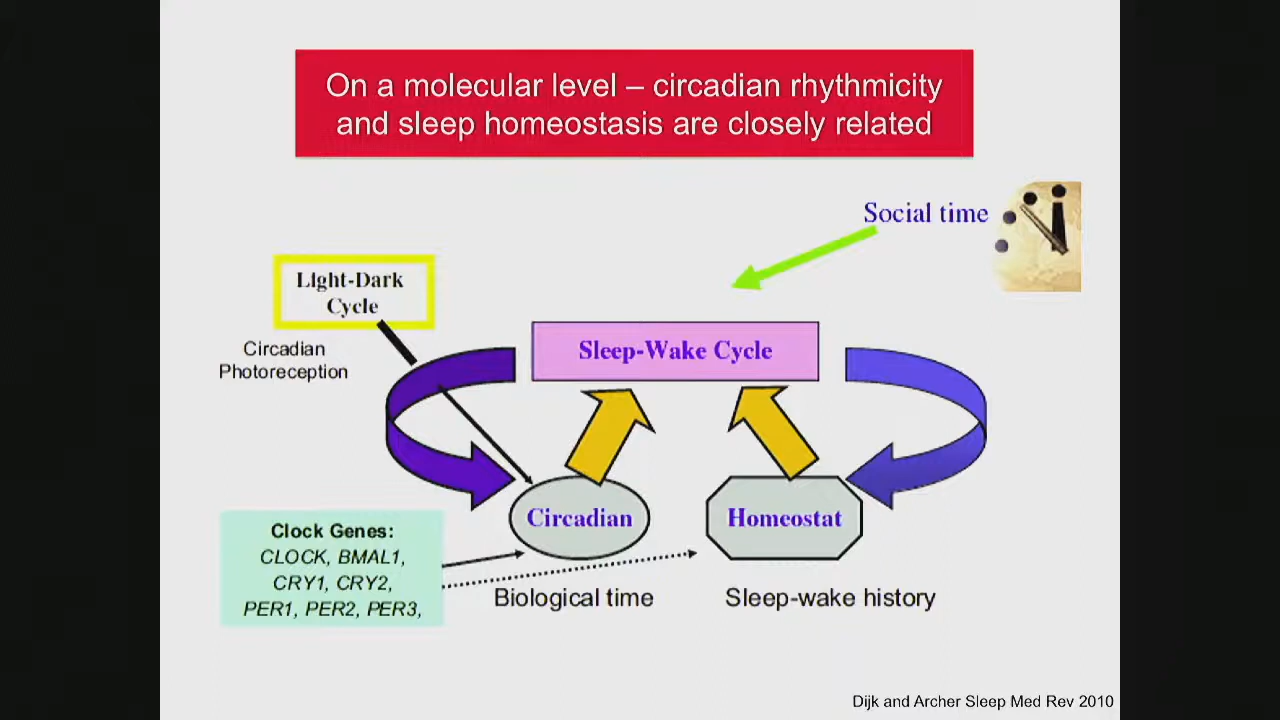 On a molecular level – circadian rhythmicity
and sleep homeostasis are closely related
Social time
Light-Dark
Cycle
Circadian
Photoreception
Sleep-Wake Cycle
Circadian
Homeostat
Clock Genes:
CLOCK, BMAL1,
CRY1, CRY2,
PER1, PER2, PER3,
Biological time
Sleep-wake history
Dijk and Archer Sleep Med Rev 2010